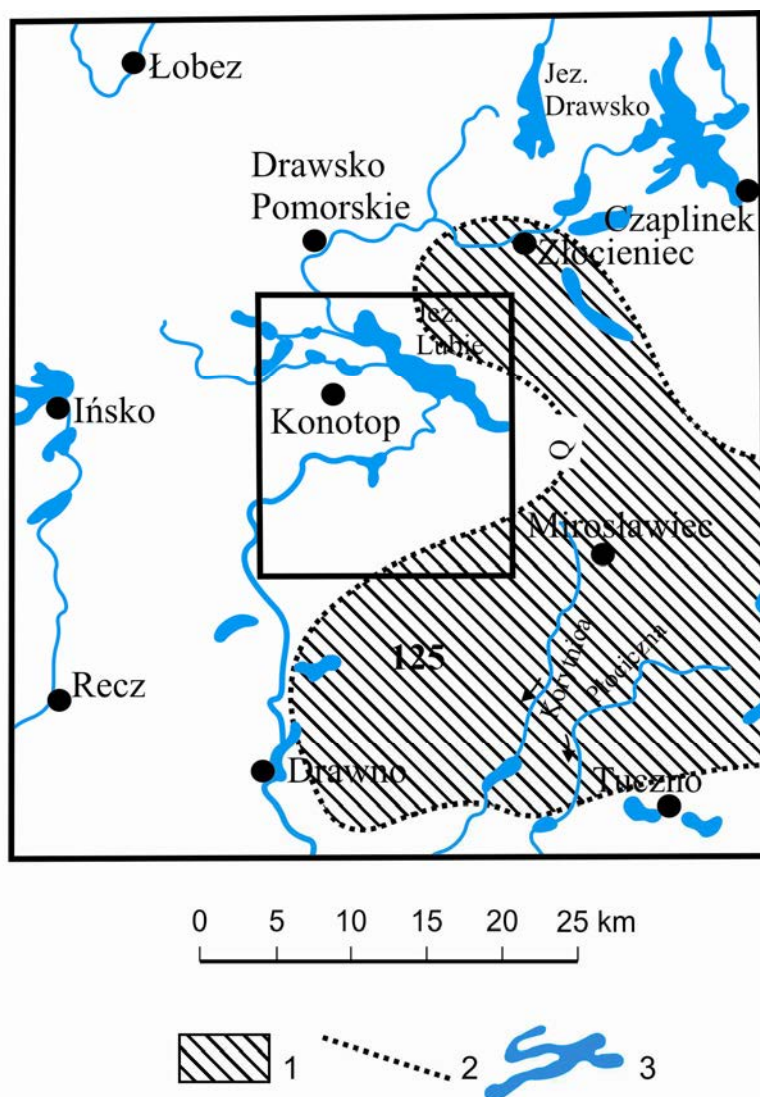 Łobez
Jez.
Drawsko
Drawsko
Pomorskie
Czaplinek
Złocieniec
Jez.
Lubie
Ińsko
Konotop
Q
Mirosławiec
125
Korytnica
Płociczna
Recz
Drawno
Tuczno
0 5 10 15 20 25 km
1 2 3